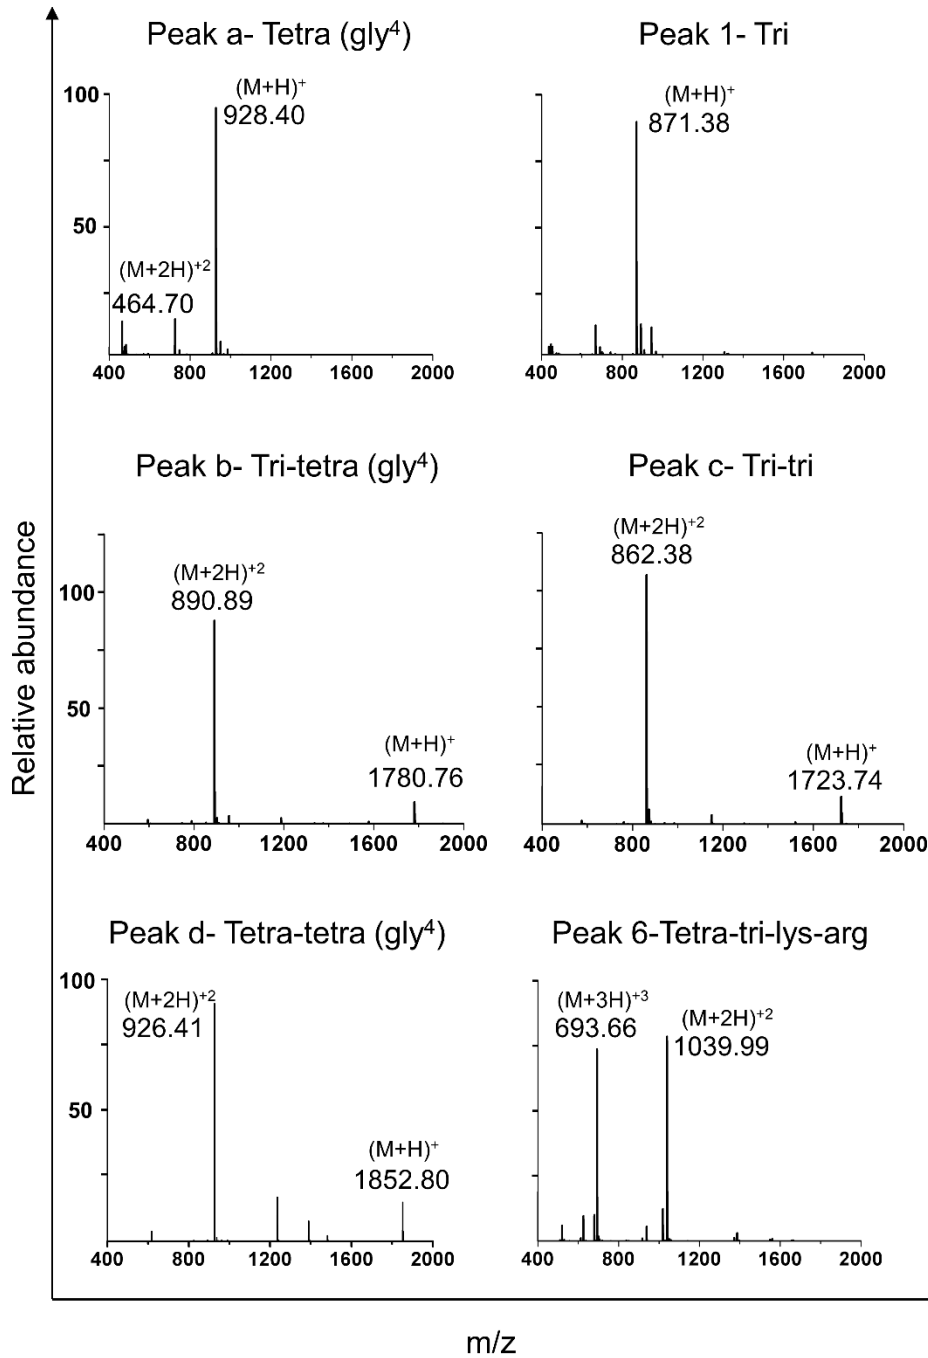 Peak a- Tetra (gly⁴)
(M+H)⁺
928.40
(M+2H)⁺²
464.70
100
50
400 800 1200 1600 2000
Peak 1- Tri
(M+H)⁺
871.38
400 800 1200 1600 2000
Peak b- Tri-tetra (gly⁴)
(M+2H)⁺²
890.89
(M+H)⁺
1780.76
100
50
400 800 1200 1600 2000
Peak c- Tri-tri
(M+2H)⁺²
862.38
(M+H)⁺
1723.74
400 800 1200 1600 2000
Peak d- Tetra-tetra (gly⁴)
(M+2H)⁺²
926.41
(M+H)⁺
1852.80
100
50
400 800 1200 1600 2000
Peak 6-Tetra-tri-lys-arg
(M+3H)⁺³
693.66
(M+2H)⁺²
1039.99
400 800 1200 1600 2000
Relative abundance
m/z